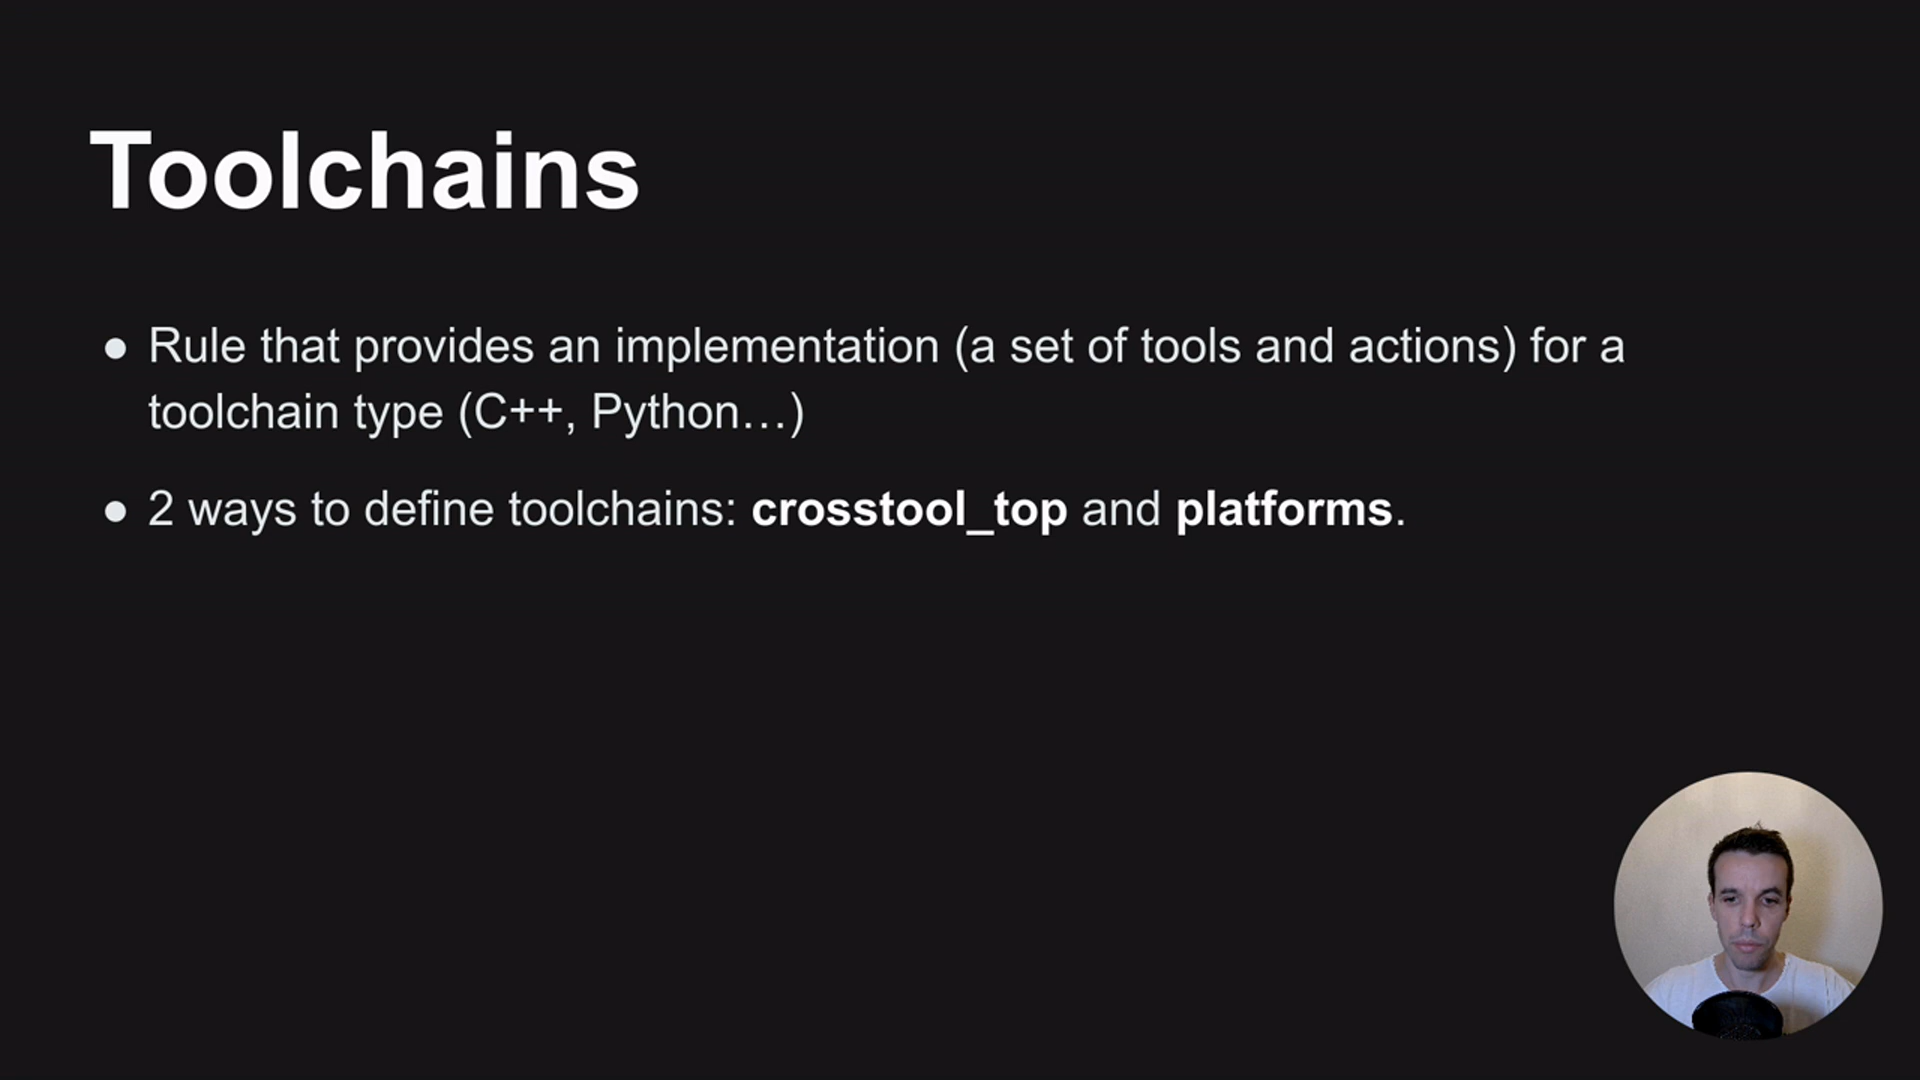 Toolchains
● Rule that provides an implementation (a set of tools and actions) for a
toolchain type (C++, Python…)
● 2 ways to define toolchains: crosstool_top and platforms.